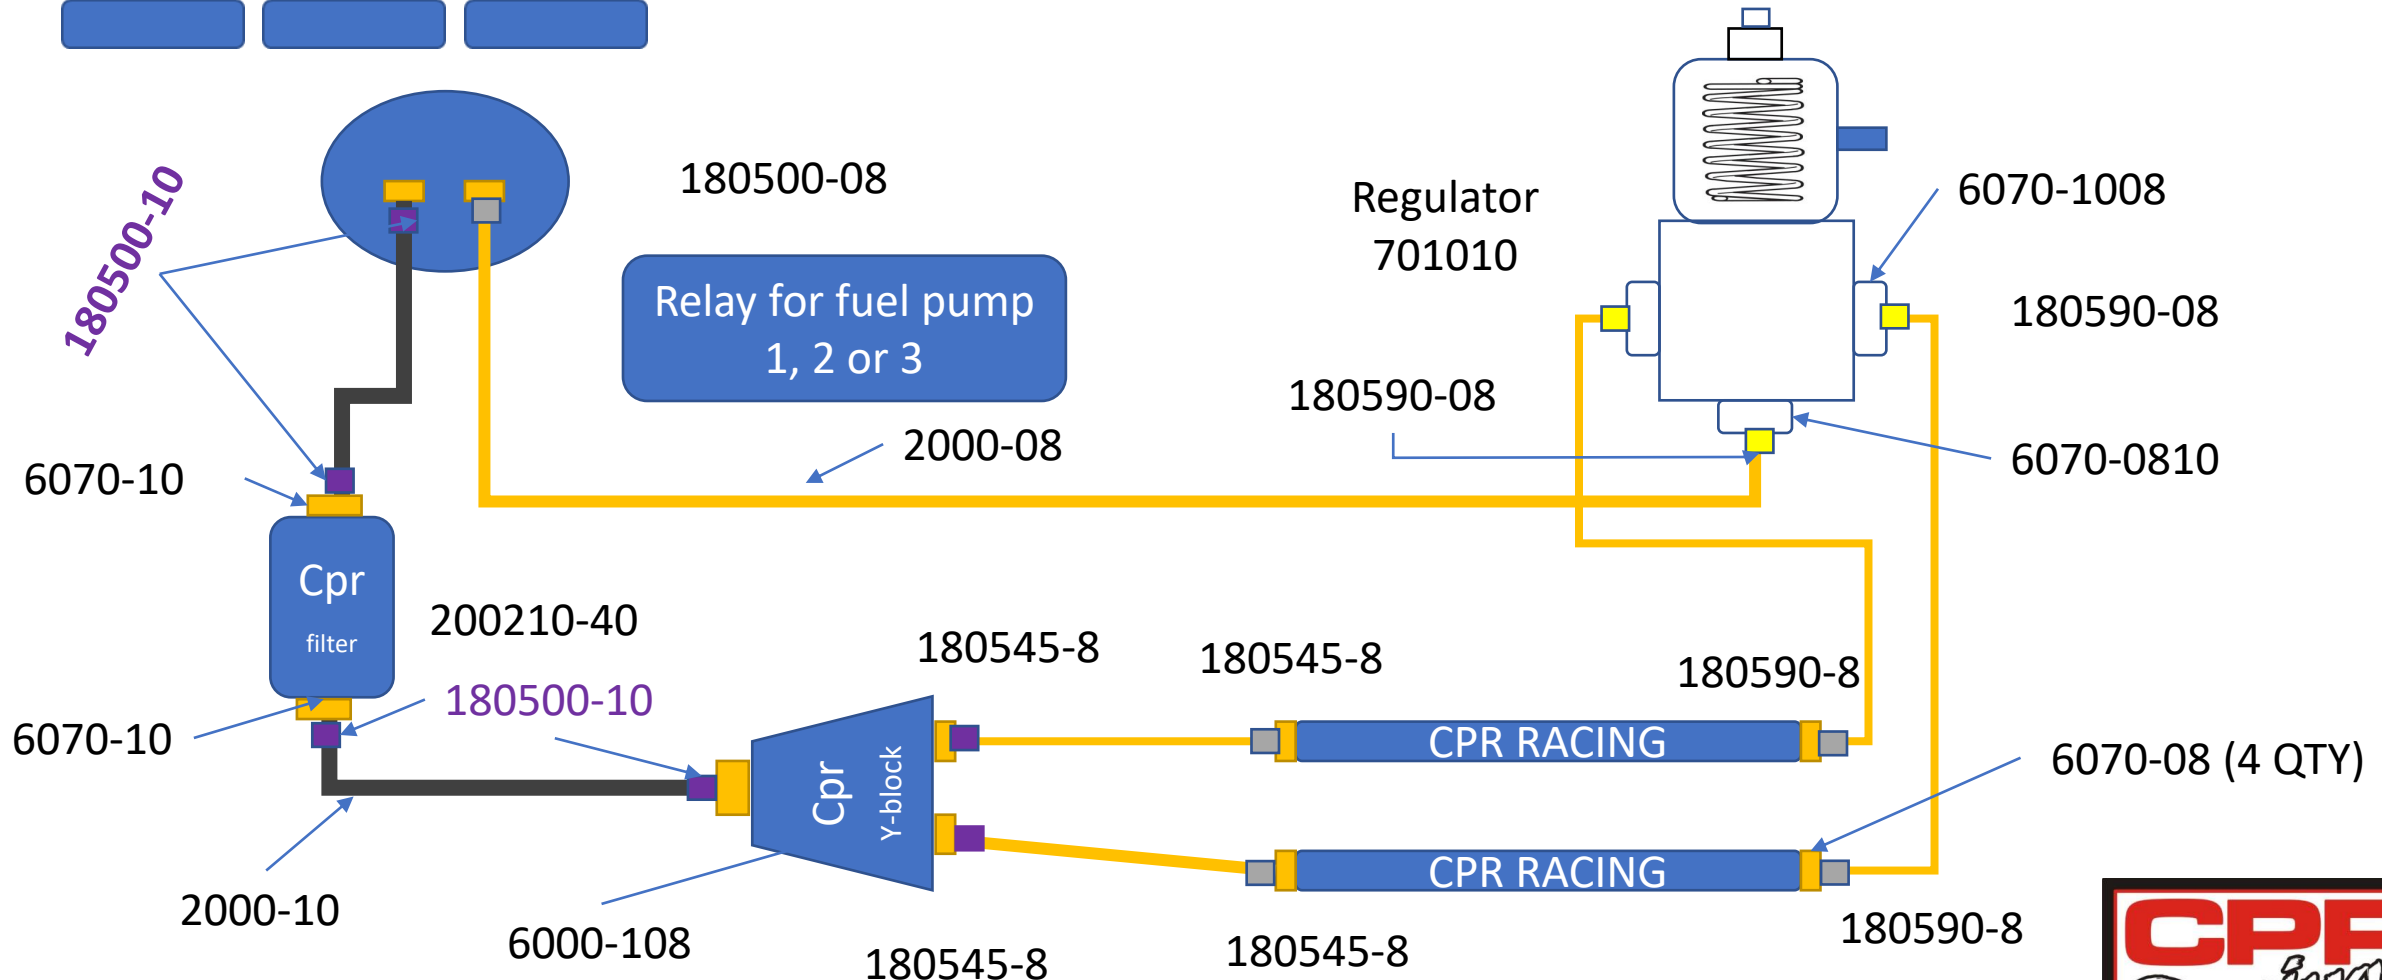 180500-08
180500-10
Regulator
701010
6070-1008
Relay for fuel pump
1, 2 or 3
180590-08
180590-08
2000-08
6070-0810
6070-10
Cpr
filter
200210-40
180500-10
6070-10
180545-8
180545-8
180590-8
Cpr
Y-block
CPR RACING
6070-08 (4 QTY)
CPR RACING
2000-10
6000-108
180545-8
180545-8
180590-8